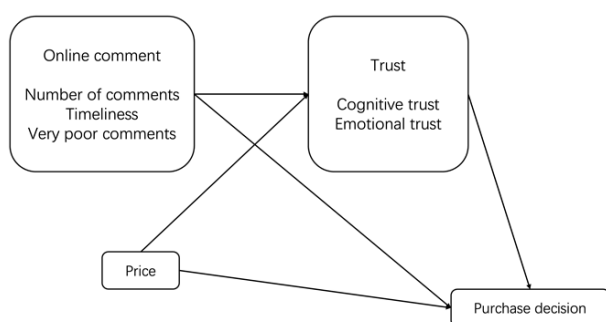 Online comment
Number of comments
Timeliness
Very poor comments
Trust
Cognitive trust
Emotional trust
Price
Purchase decision